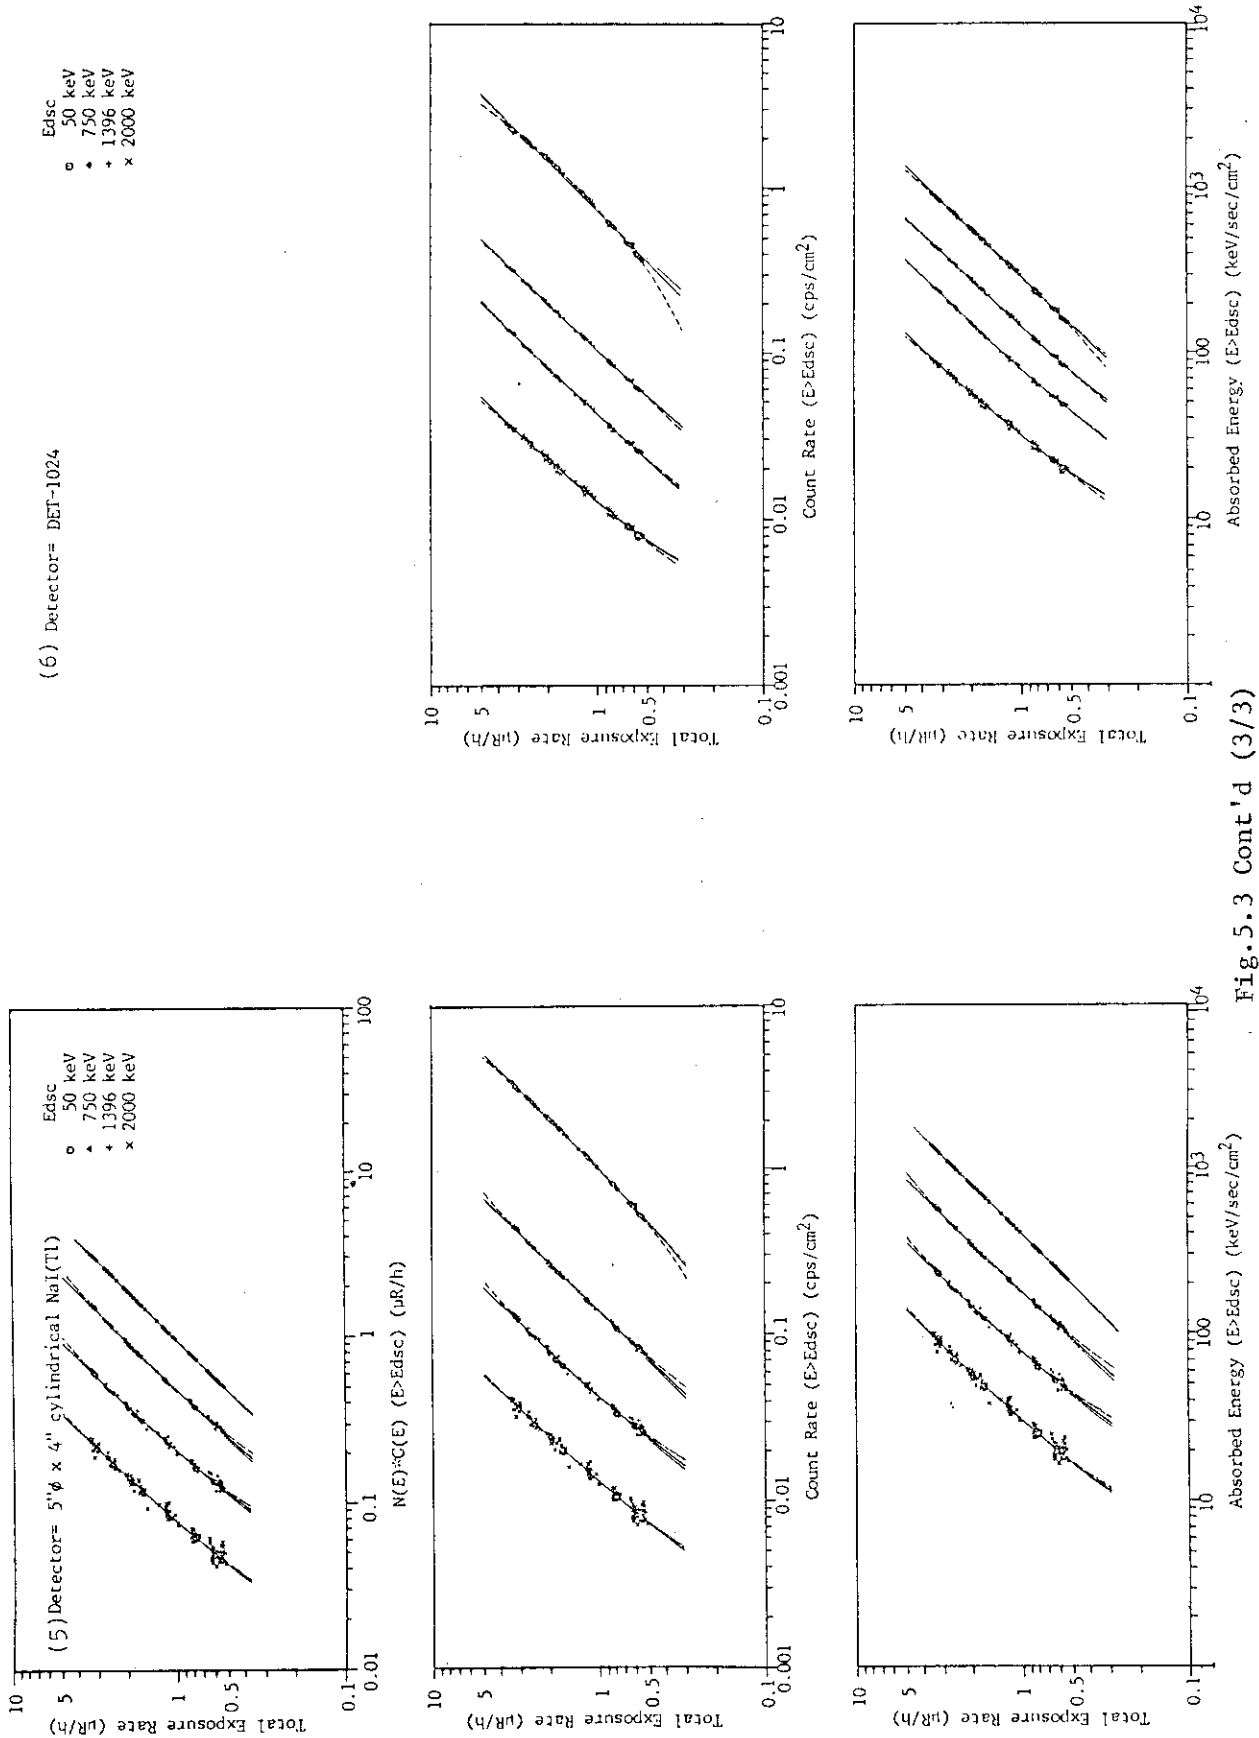 (5)Detector= 5"φ x 4" cylindrical NaI(Tl)
Edsc
o 50 keV
▲ 750 keV
+ 1396 keV
x 2000 keV
Total Exposure Rate (μR/h)
10
5
1
0.5
0.1
0.01
0.1
1
10
100
N(E)*C(E) (E>Edsc) (μR/h)
Total Exposure Rate (μR/h)
10
5
1
0.5
0.1
0.001
0.01
0.1
1
10
Count Rate (E>Edsc) (cps/cm²)
Total Exposure Rate (μR/h)
10
5
1
0.5
0.1
1
10
100
10³
10⁴
Absorbed Energy (E>Edsc) (keV/sec/cm²)
(6) Detector= DET-1024
Edsc
o 50 keV
▲ 750 keV
+ 1396 keV
x 2000 keV
Total Exposure Rate (μR/h)
10
5
1
0.5
0.1
0.001
0.01
0.1
1
10
Count Rate (E>Edsc) (cps/cm²)
Total Exposure Rate (μR/h)
10
5
1
0.5
0.1
1
10
100
10³
10⁴
Absorbed Energy (E>Edsc) (keV/sec/cm²)
Fig.5.3 Cont'd (3/3)